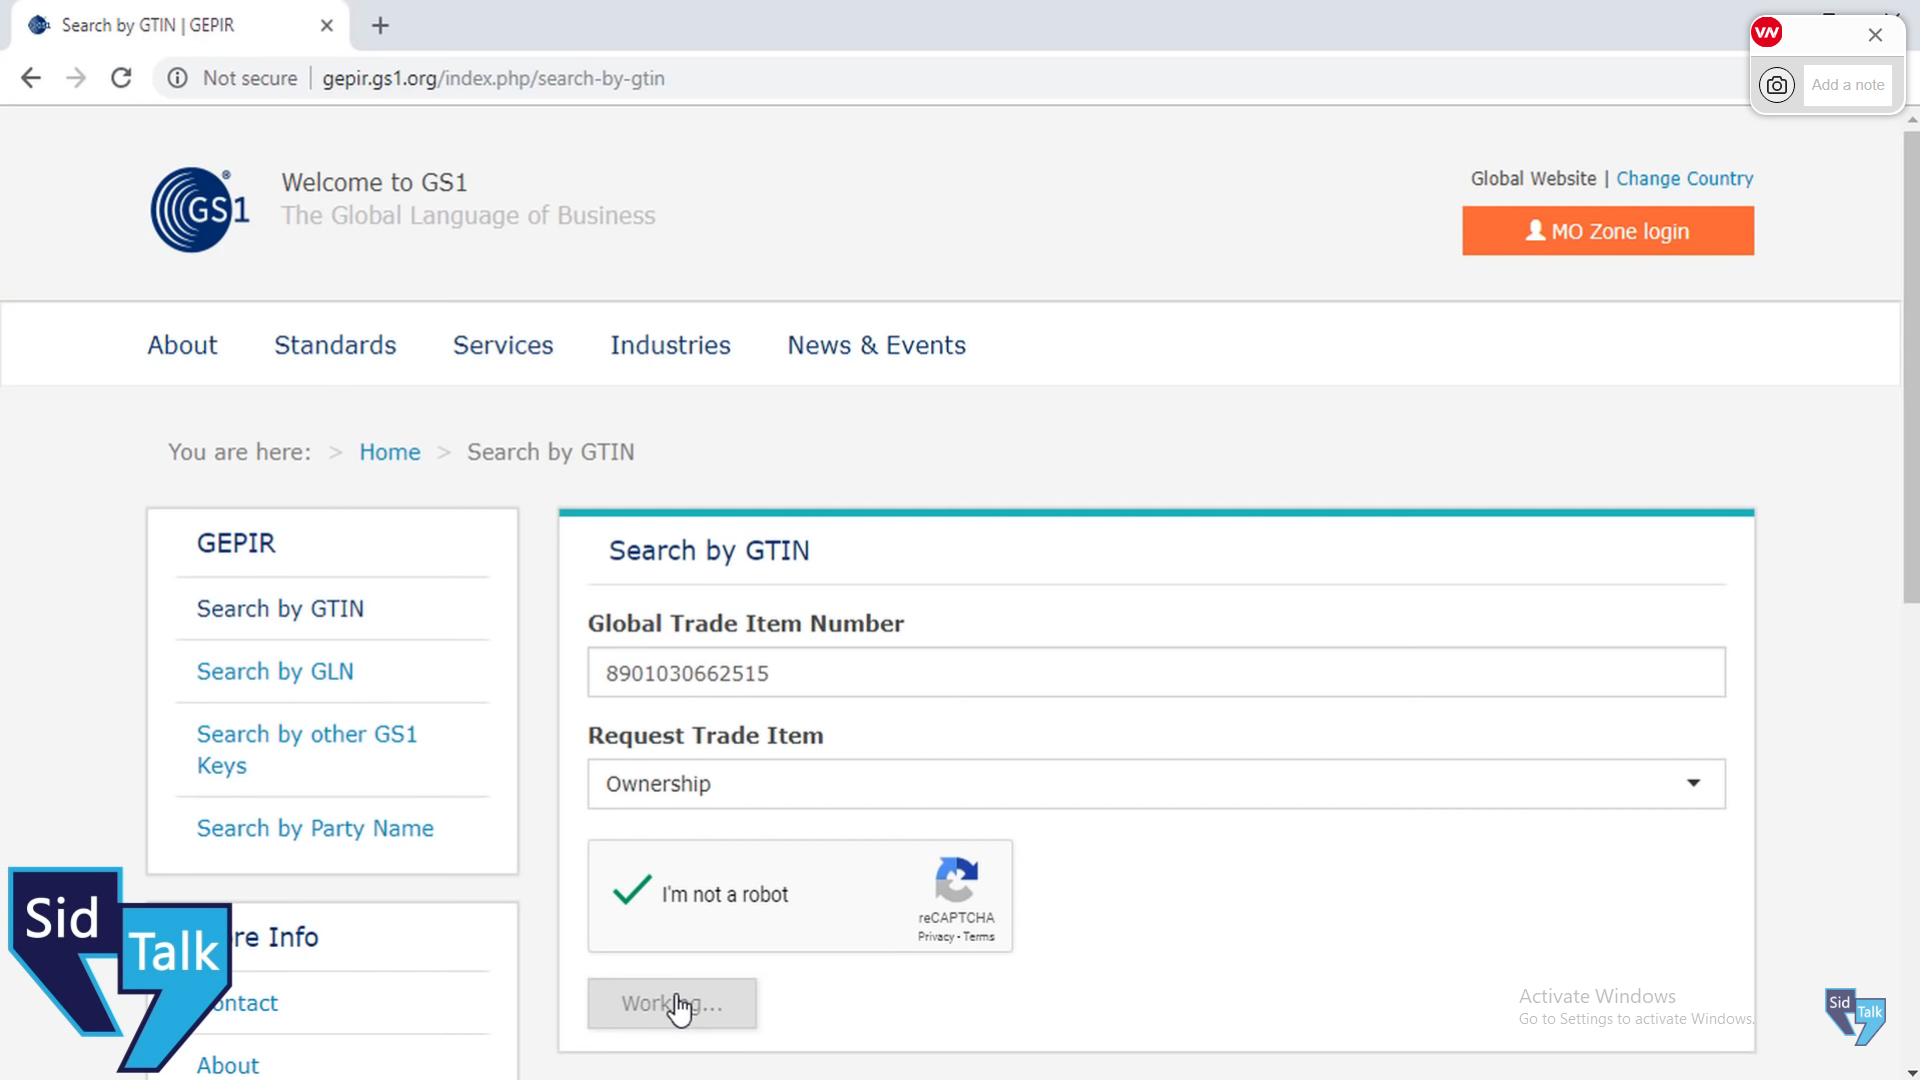 Search by GTIN | GEPIR
VN
Not secure | gepir.gs1.org/index.php/search-by-gtin
Add a note
GS1®
Welcome to GS1
The Global Language of Business
Global Website | Change Country
MO Zone login
About
Standards
Services
Industries
News & Events
You are here: > Home > Search by GTIN
GEPIR
Search by GTIN
Search by GLN
Search by other GS1
Keys
Search by Party Name
Search by GTIN
Global Trade Item Number
8901030662515
Request Trade Item
Ownership
I'm not a robot
reCAPTCHA
Privacy - Terms
Sid
Talk
re Info
ontact
About
Activate Windows
Go to Settings to activate Windows.
Sid
Talk